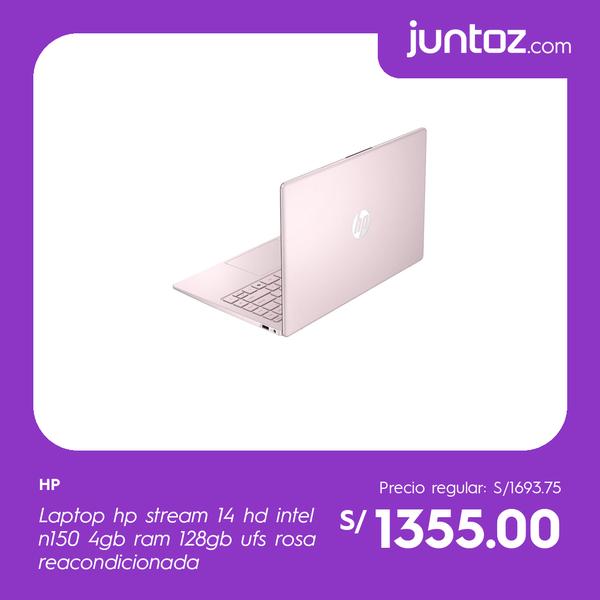 juntoz.com
hp
HP
Laptop hp stream 14 hd intel
n150 4gb ram 128gb ufs rosa
reacondicionada
Precio regular: S/1693.75
S/ 1355.00